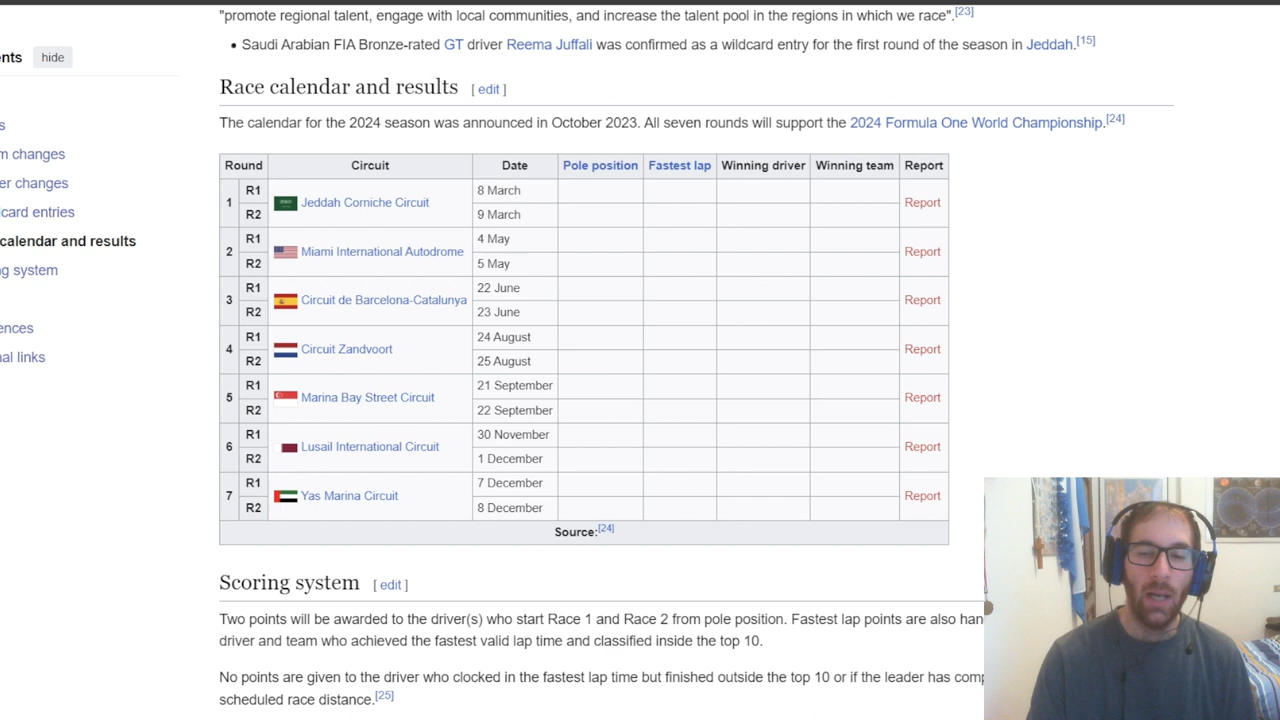 "promote regional talent, engage with local communities, and increase the talent pool in the regions in which we race".[23]
• Saudi Arabian FIA Bronze-rated GT driver Reema Juffali was confirmed as a wildcard entry for the first round of the season in Jeddah.[15]
nts hide
s
m changes
er changes
card entries
calendar and results
ng system
ences
al links
Race calendar and results [ edit ]
The calendar for the 2024 season was announced in October 2023. All seven rounds will support the 2024 Formula One World Championship.[24]
Round Circuit Date Pole position Fastest lap Winning driver Winning team Report
1 R1 Jeddah Corniche Circuit 8 March Report
R2 9 March
2 R1 Miami International Autodrome 4 May Report
R2 5 May
3 R1 Circuit de Barcelona-Catalunya 22 June Report
R2 23 June
4 R1 Circuit Zandvoort 24 August Report
R2 25 August
5 R1 Marina Bay Street Circuit 21 September Report
R2 22 September
6 R1 Lusail International Circuit 30 November Report
R2 1 December
7 R1 Yas Marina Circuit 7 December Report
R2 8 December
Source:[24]
Scoring system [ edit ]
Two points will be awarded to the driver(s) who start Race 1 and Race 2 from pole position. Fastest lap points are also han
driver and team who achieved the fastest valid lap time and classified inside the top 10.
No points are given to the driver who clocked in the fastest lap time but finished outside the top 10 or if the leader has com
scheduled race distance.[25]